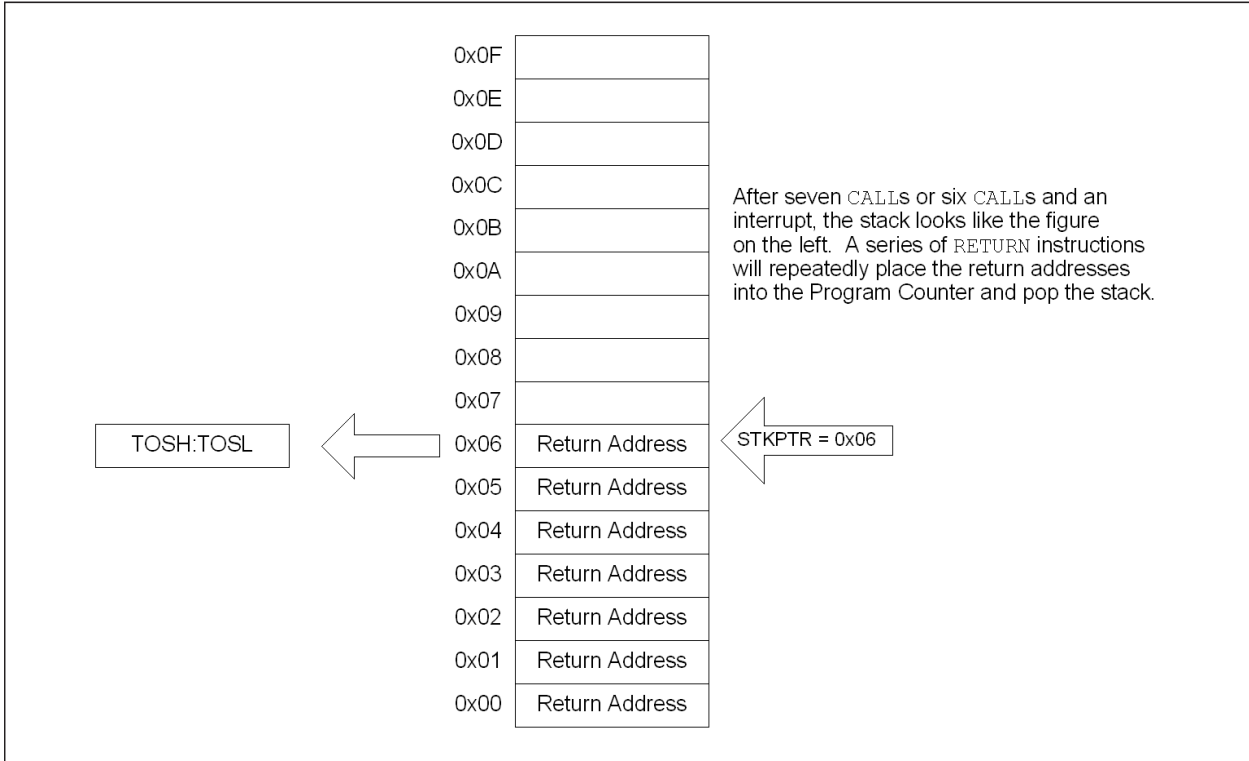 0x0F
0x0E
0x0D
0x0C
0x0B
0x0A
0x09
0x08
0x07
After seven CALLs or six CALLs and an
interrupt, the stack looks like the figure
on the left. A series of RETURN instructions
will repeatedly place the return addresses
into the Program Counter and pop the stack.
TOSH:TOSL
0x06 Return Address
STKPTR = 0x06
0x05 Return Address
0x04 Return Address
0x03 Return Address
0x02 Return Address
0x01 Return Address
0x00 Return Address